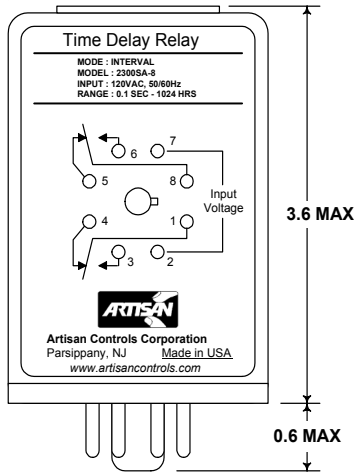 Time Delay Relay
MODE : INTERVAL
MODEL : 2300SA-8
INPUT : 120VAC, 50/60Hz
RANGE : 0.1 SEC - 1024 HRS
6 7
5 8
Input
Voltage
4 1
3 2
3.6 MAX
ARTISAN
Artisan Controls Corporation
Parsippany, NJ Made in USA
www.artisancontrols.com
0.6 MAX